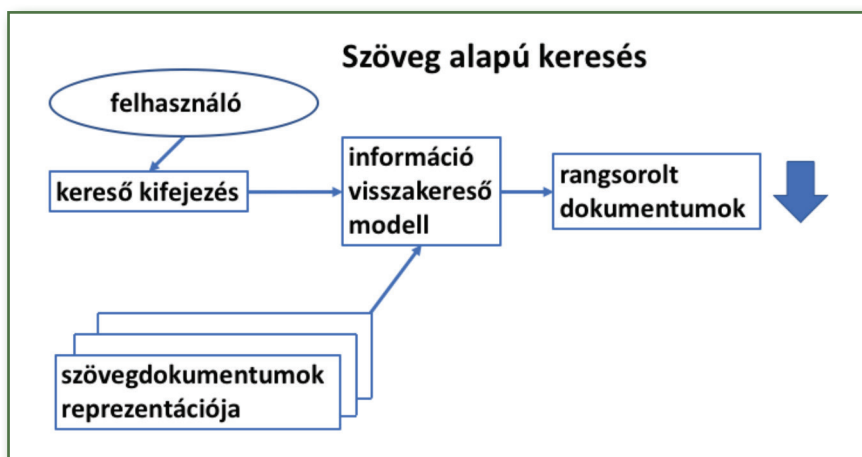 Szöveg alapú keresés
felhasználó
kereső kifejezés
információ
visszakereső
modell
rangsorolt
dokumentumok
szövegdokumentumok
reprezentációja